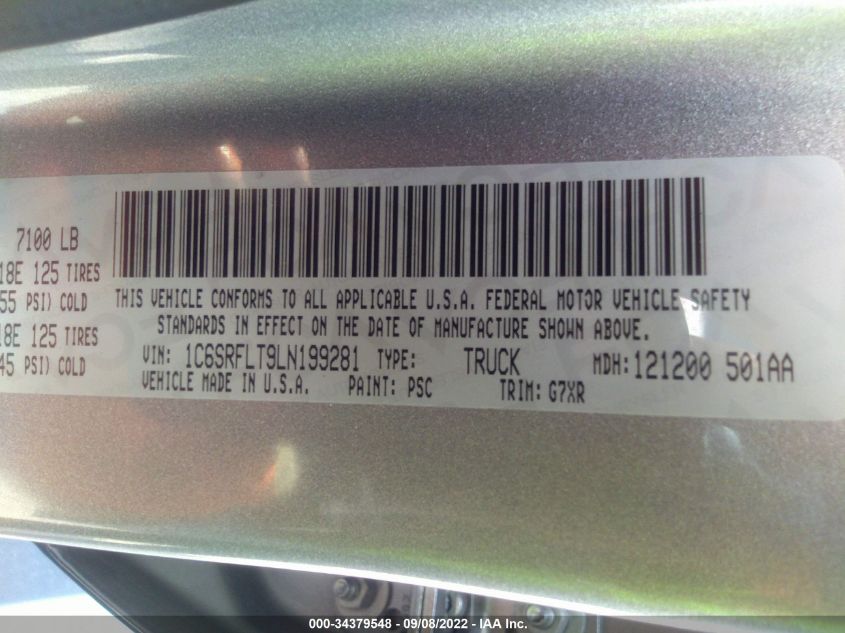 7100 LB
18E 125 TIRES
55 PSI) COLD
18E 125 TIRES
45 PSI) COLD
THIS VEHICLE CONFORMS TO ALL APPLICABLE U.S.A. FEDERAL MOTOR VEHICLE SAFETY
STANDARDS IN EFFECT ON THE DATE OF MANUFACTURE SHOWN ABOVE.
VIN: 1C6SRFLT9LN199281 TYPE: TRUCK MDH: 121200 501AA
VEHICLE MADE IN U.S.A. PAINT: PSC TRIM: G7XR
000-34379548 - 09/08/2022 - IAA Inc.